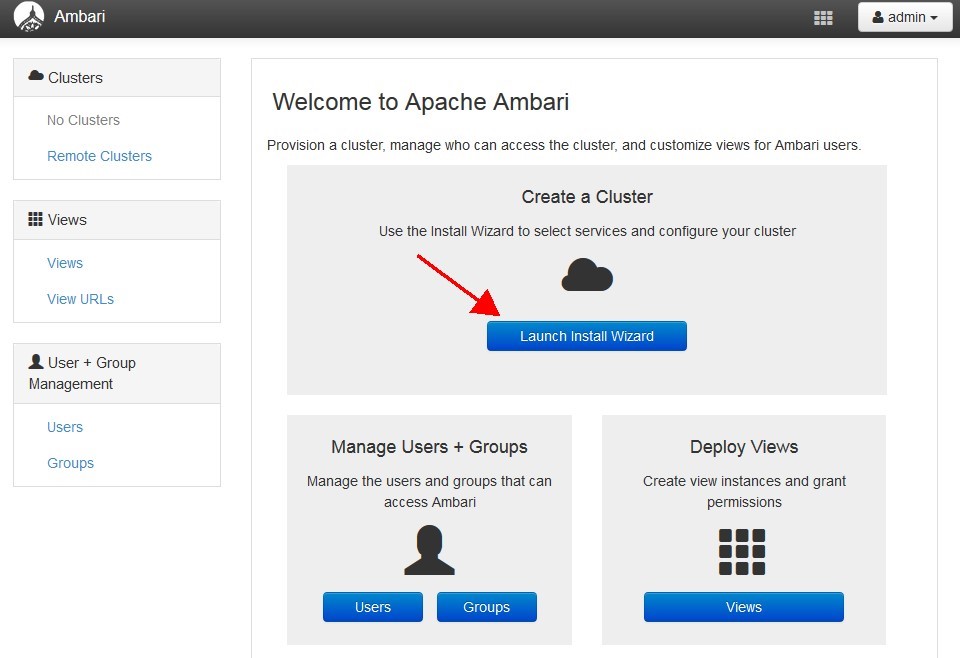 Ambari
admin
Clusters
No Clusters
Remote Clusters
Views
Views
View URLs
User + Group
Management
Users
Groups
Welcome to Apache Ambari
Provision a cluster, manage who can access the cluster, and customize views for Ambari users.
Create a Cluster
Use the Install Wizard to select services and configure your cluster
Launch Install Wizard
Manage Users + Groups
Manage the users and groups that can
access Ambari
Users
Groups
Deploy Views
Create view instances and grant
permissions
Views